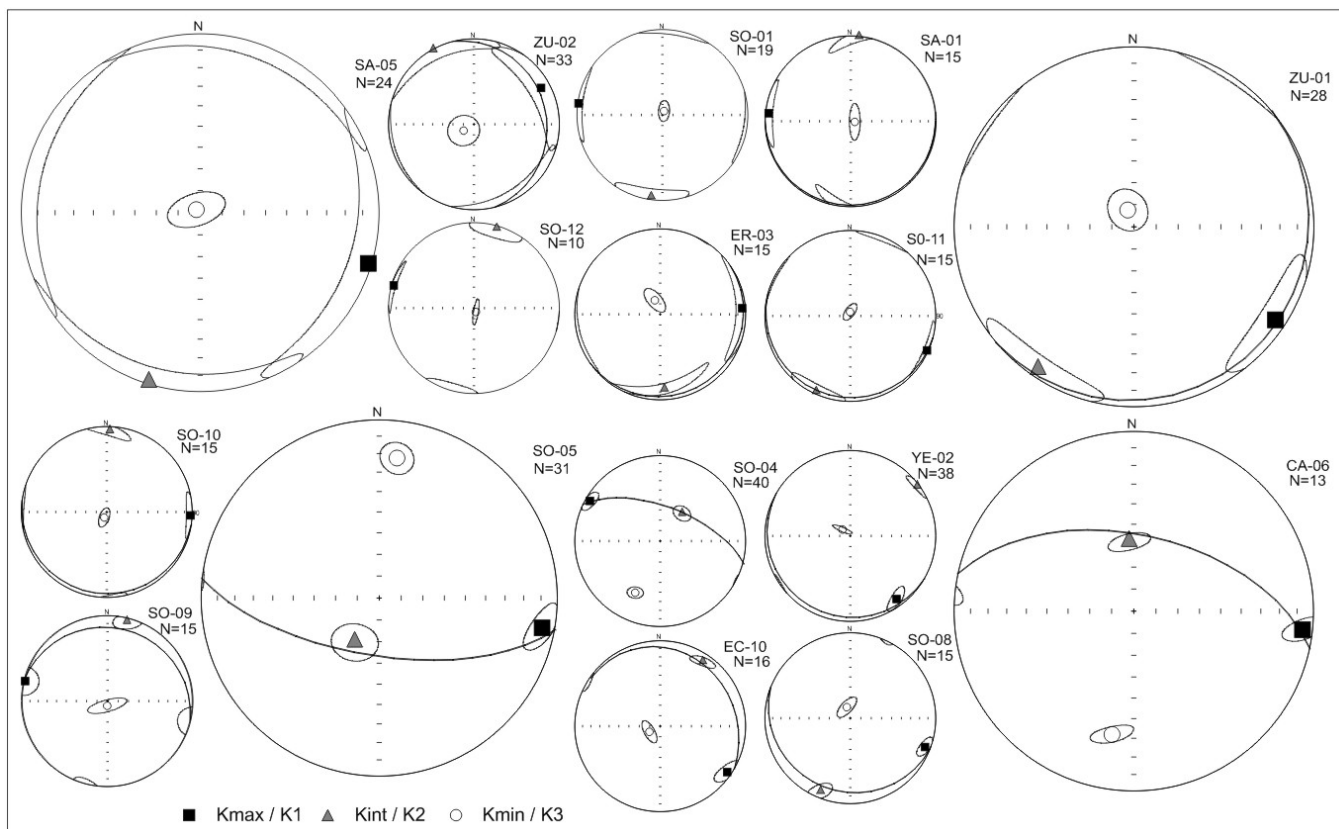 N
SA-05
N=24
N
ZU-02
N=33
N
SO-01
N=19
N
SA-01
N=15
N
ZU-01
N=28
N
SO-12
N=10
N
ER-03
N=15
N
S0-11
N=15
N
SO-10
N=15
N
SO-05
N=31
N
SO-04
N=40
N
YE-02
N=38
N
CA-06
N=13
N
SO-09
N=15
N
EC-10
N=16
N
SO-08
N=15
Kmax / K1
Kint / K2
Kmin / K3